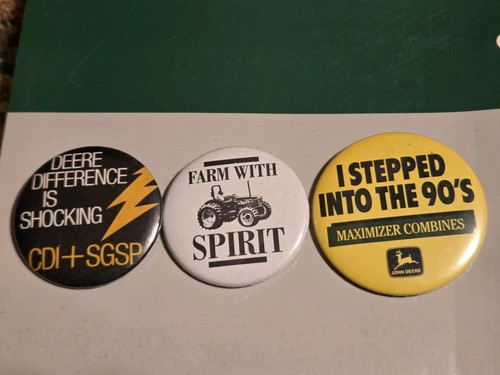 DEERE
DIFFERENCE
IS
SHOCKING
CDI+SGSP
FARM WITH
SPIRIT
I STEPPED
INTO THE 90'S
MAXIMIZER COMBINES
JOHN DEERE